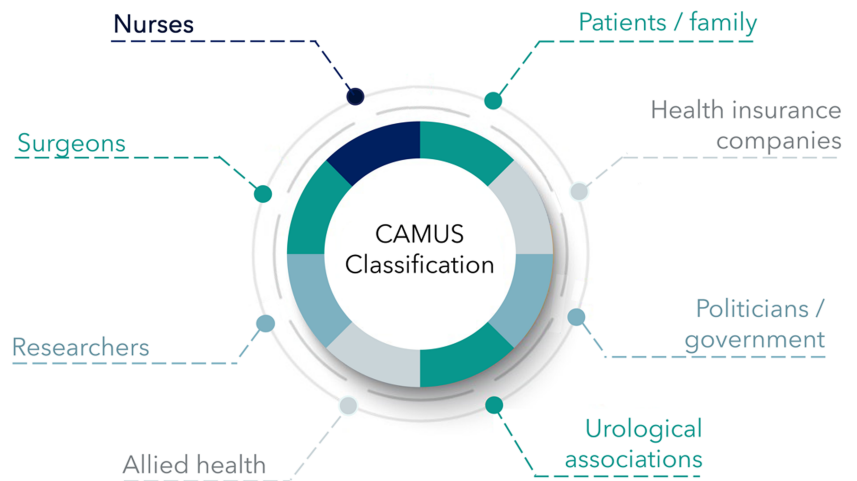 Nurses
Patients / family
Health insurance
companies
Surgeons
CAMUS
Classification
Politicians /
government
Researchers
Urological
associations
Allied health